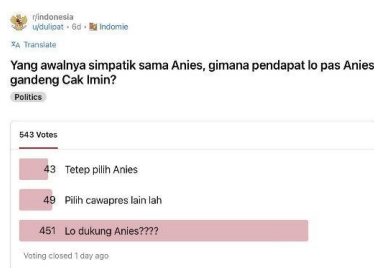 r/indonesia
u/dulipat • 6d • Indomie
Translate
Yang awalnya simpatik sama Anies, gimana pendapat lo pas Anies
gandeng Cak Imin?
Politics
543 Votes
43 Tetep pilih Anies
49 Pilih cawapres lain lah
451 Lo dukung Anies????
Voting closed 1 day ago